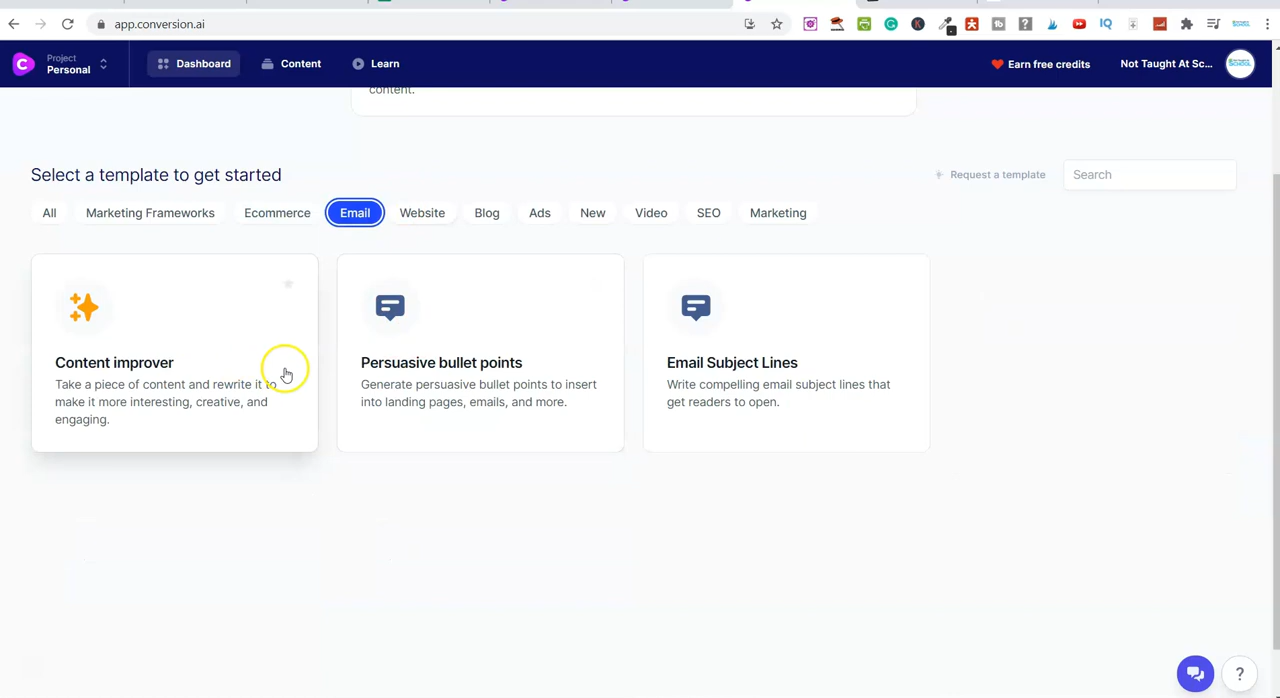 app.conversion.ai
C
Project
Personal
Dashboard
Content
Learn
Earn free credits
Not Taught At Sc...
content.
Select a template to get started
Request a template
Search
All
Marketing Frameworks
Ecommerce
Email
Website
Blog
Ads
New
Video
SEO
Marketing
Content improver
Take a piece of content and rewrite it to
make it more interesting, creative, and
engaging.
Persuasive bullet points
Generate persuasive bullet points to insert
into landing pages, emails, and more.
Email Subject Lines
Write compelling email subject lines that
get readers to open.
?